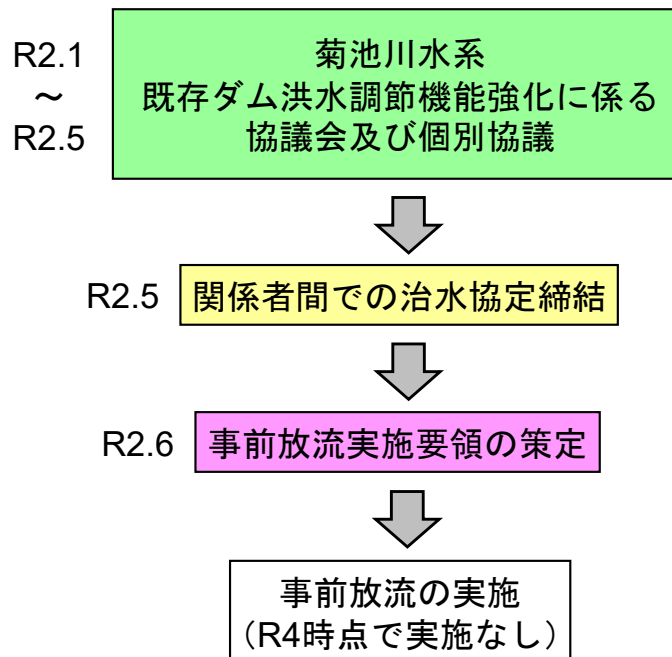 R2.1
～
R2.5
菊池川水系
既存ダム洪水調節機能強化に係る
協議会及び個別協議
R2.5
関係者間での治水協定締結
R2.6
事前放流実施要領の策定
事前放流の実施
（R4時点で実施なし）